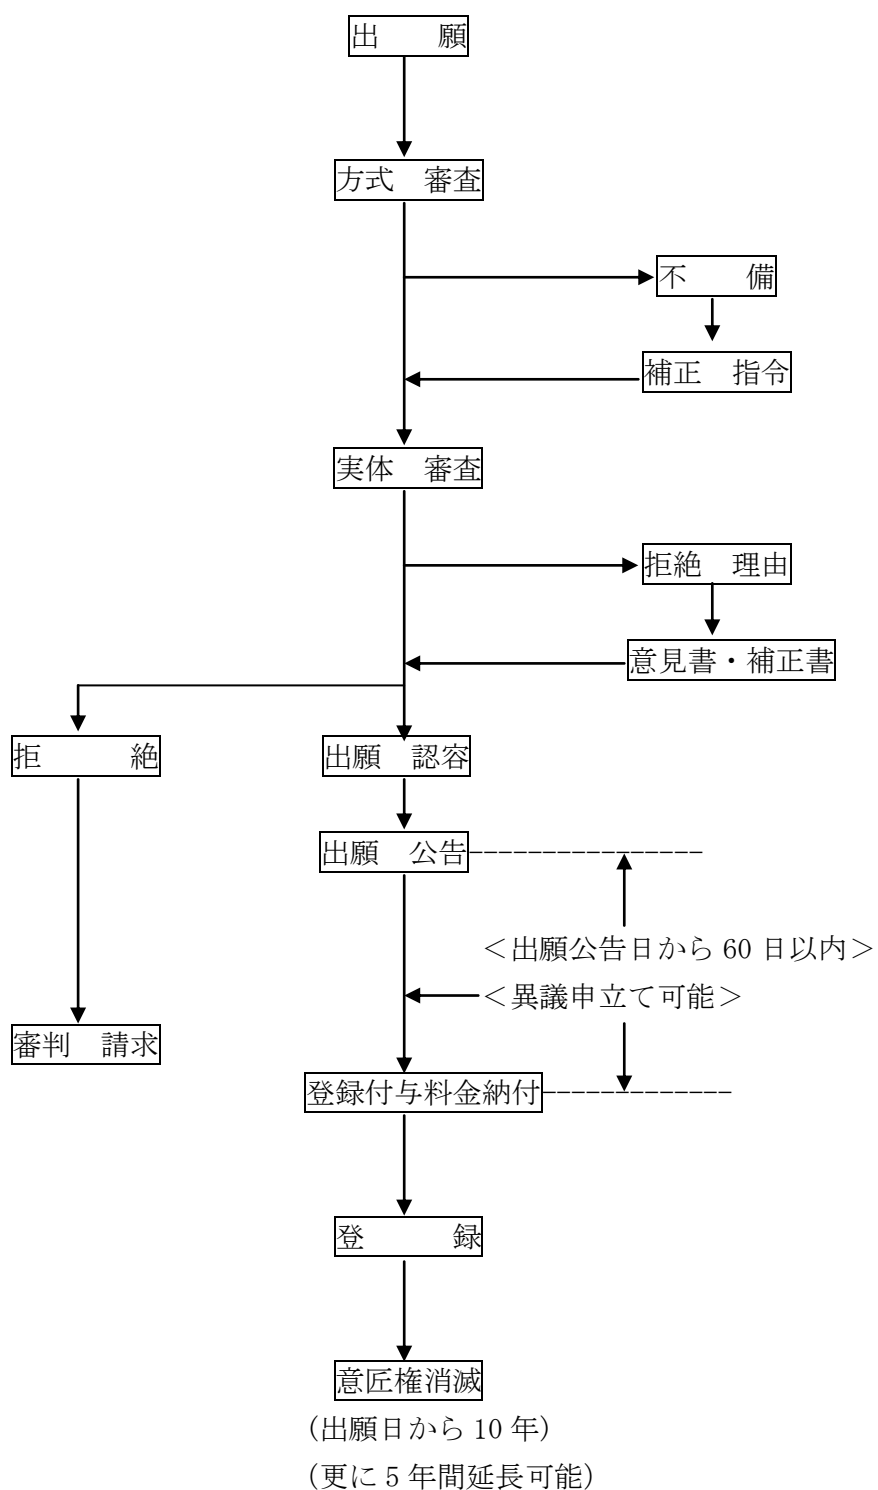 出　　願
方式　審査
不　　備
補正　指令
実体　審査
拒絶　理由
意見書・補正書
拒　　　絶
出願　認容
出願　公告
＜出願公告日から 60 日以内＞
＜異議申立て可能＞
審判　請求
登録付与料金納付
登　　　録
意匠権消滅
(出願日から 10 年)
(更に 5 年間延長可能)